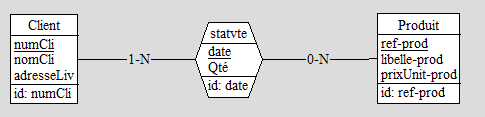 Client
numCli
nomCli
adresseLiv
id: numCli
1-N
statvte
date
Qté
id: date
0-N
Produit
ref-prod
libelle-prod
prixUnit-prod
id: ref-prod